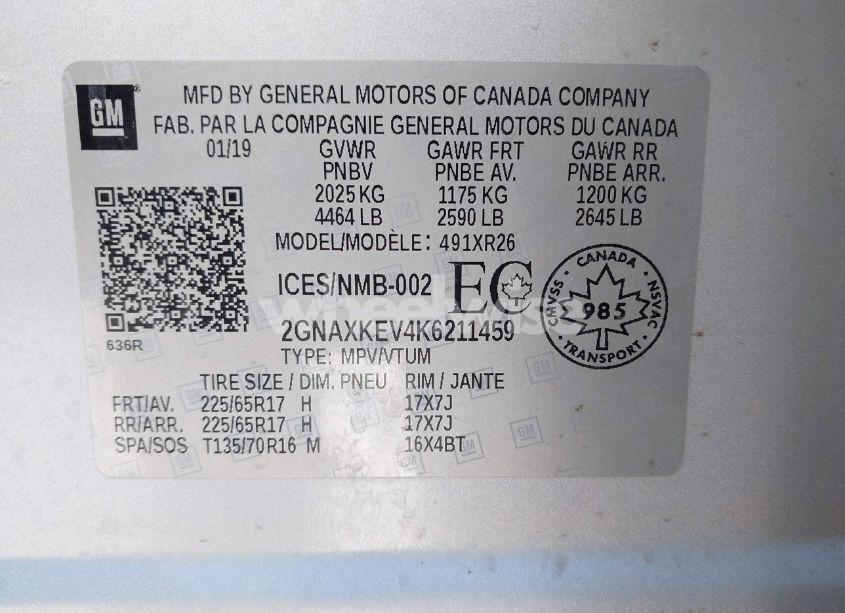 GM
MFD BY GENERAL MOTORS OF CANADA COMPANY
FAB. PAR LA COMPAGNIE GENERAL MOTORS DU CANADA
01/19 GVWR GAWR FRT GAWR RR
PNBV PNBE AV. PNBE ARR.
2025 KG 1175 KG 1200 KG
4464 LB 2590 LB 2645 LB
MODEL/MODÈLE: 491XR26
ICES/NMB-002 EC
CANADA
CMVSS 985 NSVAC
TRANSPORT
636R
2GNAXKEV4K6211459
TYPE: MPV/VTUM
TIRE SIZE / DIM. PNEU RIM / JANTE
FRT/AV. 225/65R17 H 17X7J
RR/ARR. 225/65R17 H 17X7J
SPA/SOS T135/70R16 M 16X4BT